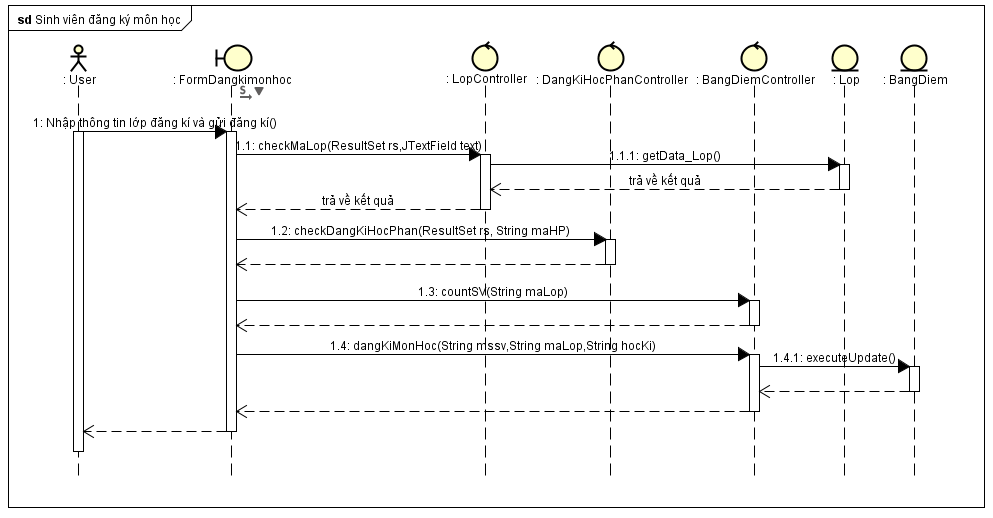 sd Sinh viên đăng ký môn học
: User
: FormDangkimonhoc
: LopController
: DangKiHocPhanController
: BangDiemController
: Lop
: BangDiem
S
1: Nhập thông tin lớp đăng kí và gửi đăng kí()
1.1: checkMaLop(ResultSet rs,JTextField text)
1.1.1: getData_Lop()
trả về kết quả
trả về kết quả
1.2: checkDangKiHocPhan(ResultSet rs, String maHP)
1.3: countSV(String maLop)
1.4: dangKiMonHoc(String mssv,String maLop,String hocKi)
1.4.1: executeUpdate()